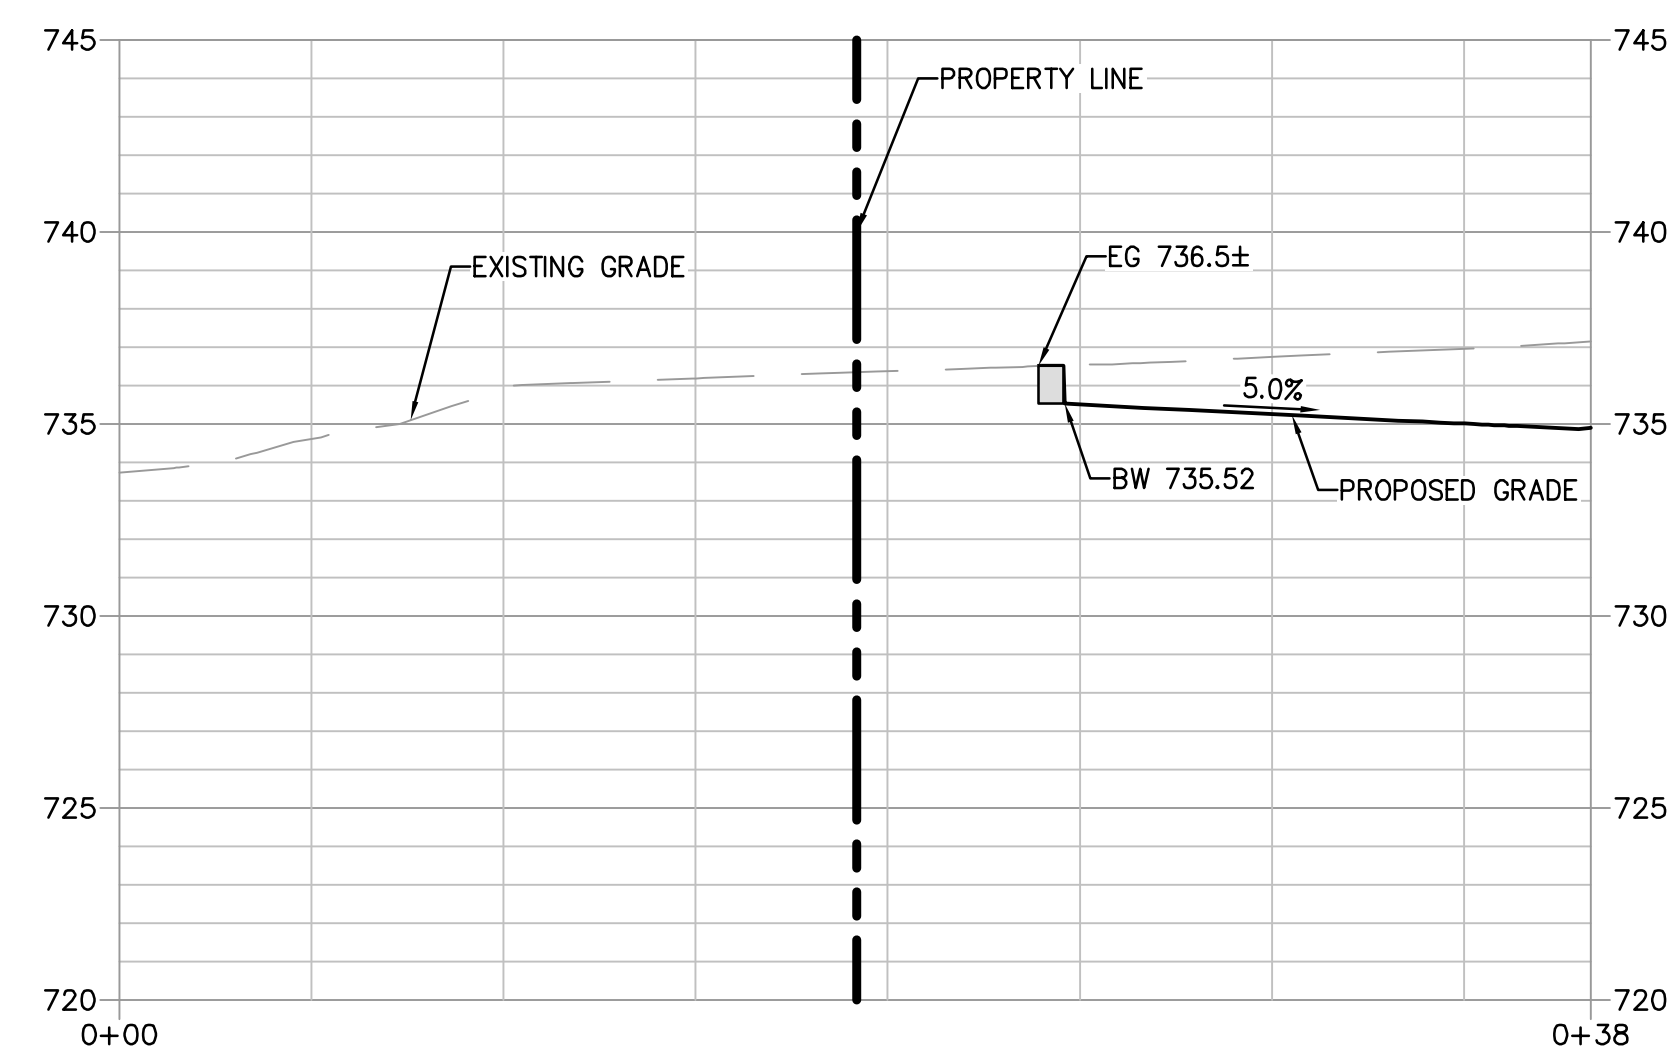 745 745
PROPERTY LINE
740 740
EG 736.5±
EXISTING GRADE
5.0%
735 735
BW 735.52
PROPOSED GRADE
730 730
725 725
720 720
0+00 0+38